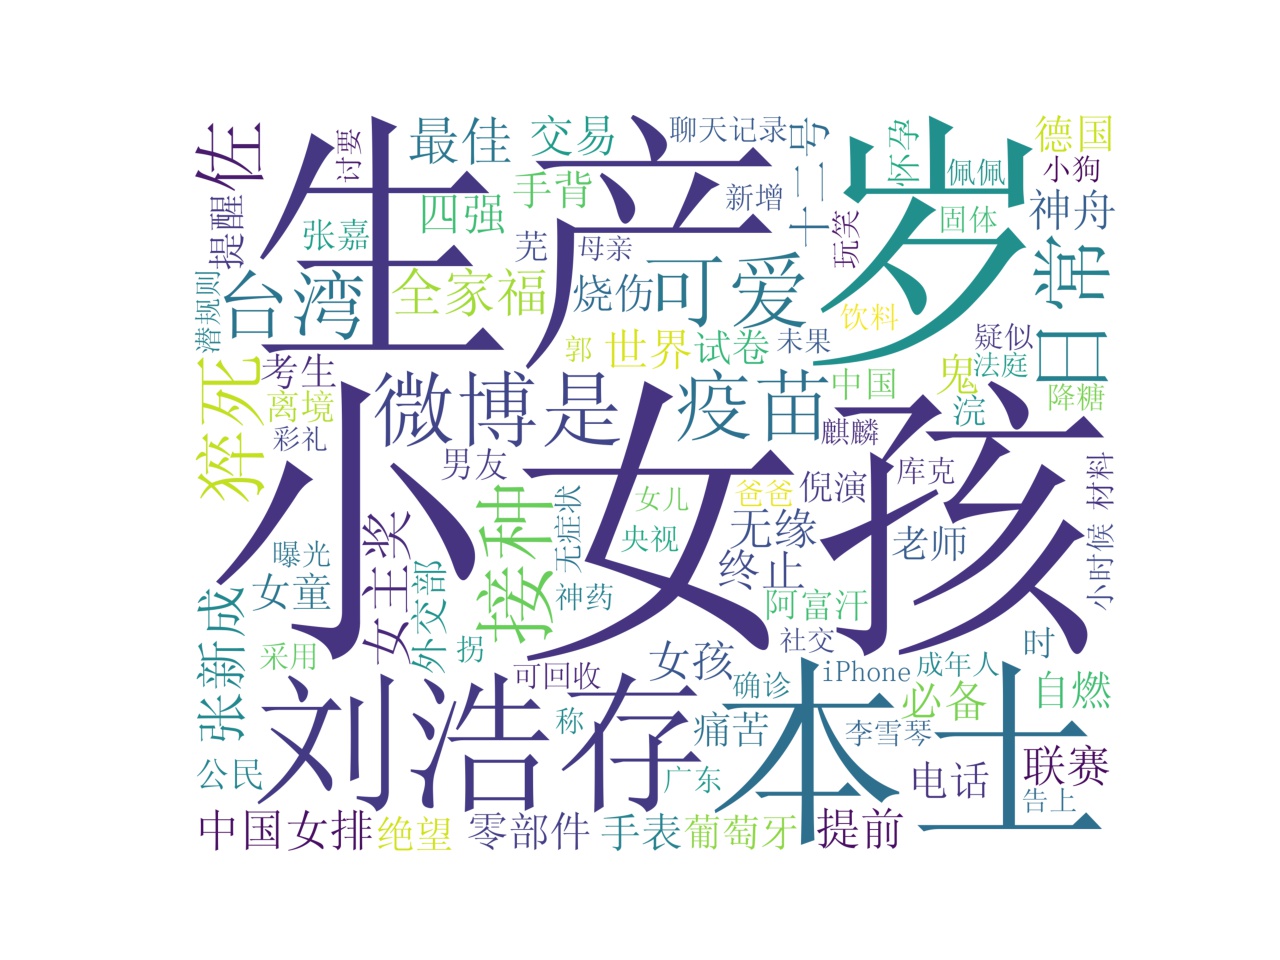 生产
岁
小女孩
刘浩存
本土
佐
最佳
交易
聊天记录
十二号
怀孕
德国
小狗
佩佩
讨要
手背
新增
提醒
张嘉
四强
芜
母亲
玩笑
固体
神舟
潜规则
台湾
全家福
烧伤
可爱
饮料
日常
疑似
郭
世界
试卷
未果
法庭
猝死
考生
微博
是
疫苗
中国
鬼
降糖
离境
浣
彩礼
麒麟
男友
爸爸
倪演
库克
材料
女儿
接种
无症状
央视
无缘
老师
曝光
女主奖
终止
小时候
女童
外交部
神药
阿富汗
张新成
采用
拐
社交
时
女孩
可回收
确诊
iPhone
成年人
必备
自燃
称
痛苦
李雪琴
公民
广东
电话
联赛
告上
中国女排
绝望
零部件
手表
葡萄牙
提前